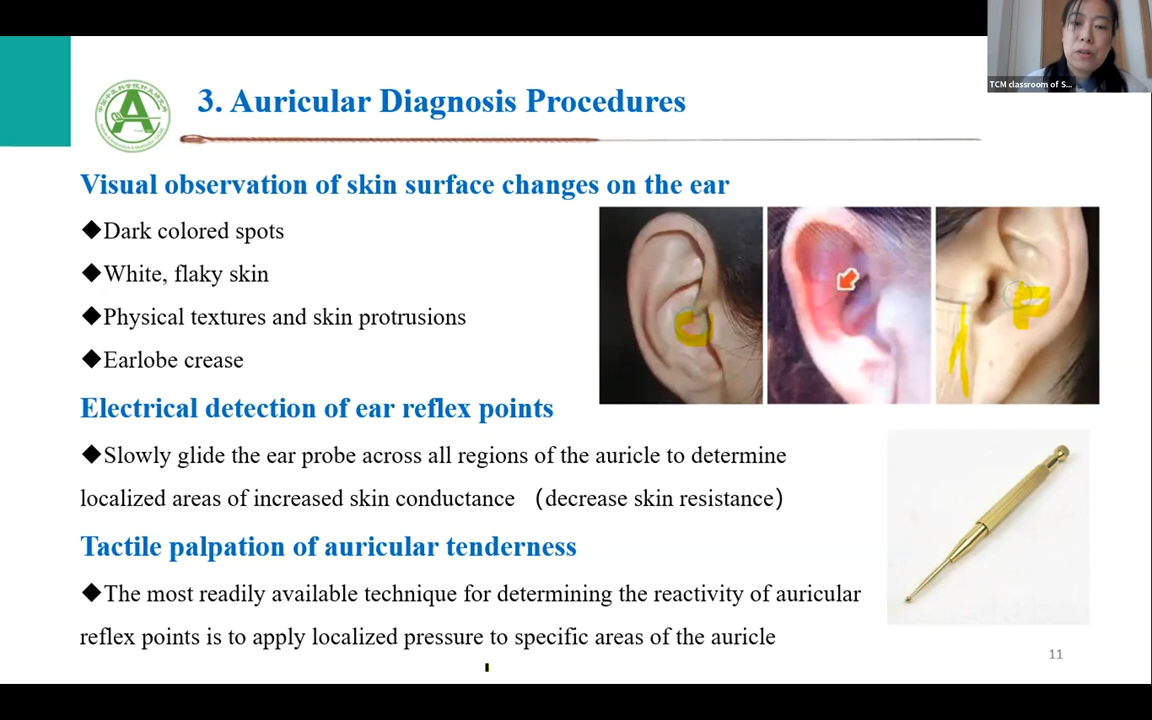 TCM classroom of S...
3. Auricular Diagnosis Procedures
Visual observation of skin surface changes on the ear
◆Dark colored spots
◆White, flaky skin
◆Physical textures and skin protrusions
◆Earlobe crease
Electrical detection of ear reflex points
◆Slowly glide the ear probe across all regions of the auricle to determine
localized areas of increased skin conductance （decrease skin resistance）
Tactile palpation of auricular tenderness
◆The most readily available technique for determining the reactivity of auricular
reflex points is to apply localized pressure to specific areas of the auricle
11